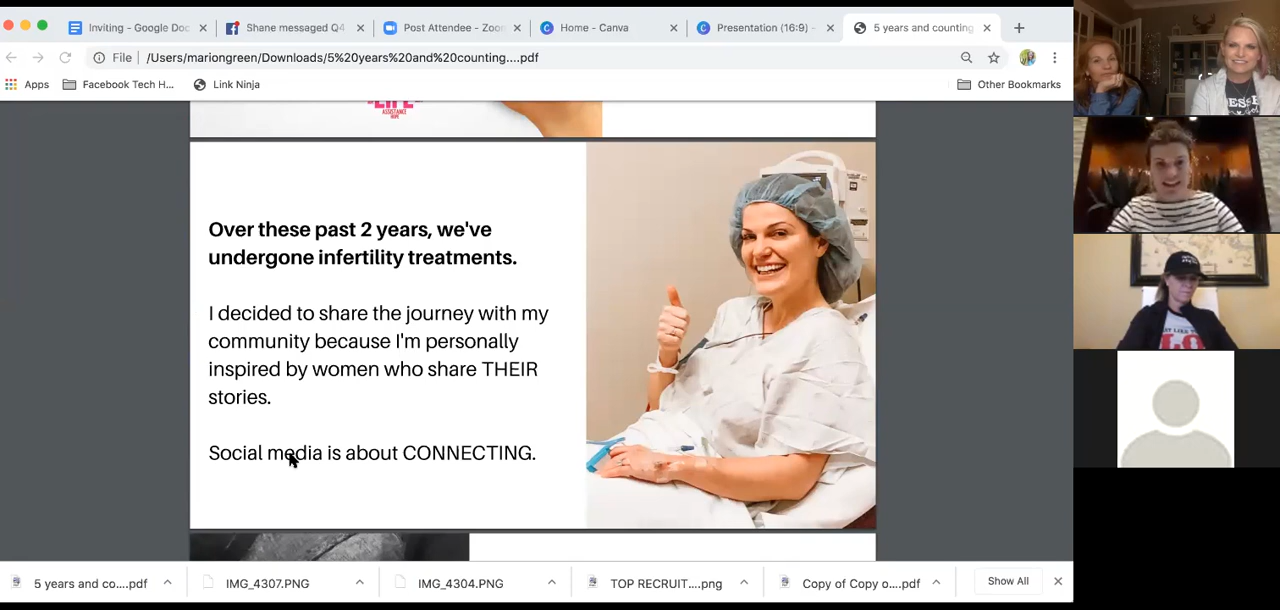 Inviting - Google Doc
Shane messaged Q4
Post Attendee - Zoo
Home - Canva
Presentation (16:9) -
5 years and counting
File
/Users/mariongreen/Downloads/5%20years%20and%20counting....pdf
Apps
Facebook Tech H...
Link Ninja
Other Bookmarks
LIFE
ASSISTANCE
HOPE
Over these past 2 years, we've
undergone infertility treatments.
I decided to share the journey with my
community because I'm personally
inspired by women who share THEIR
stories.
Social media is about CONNECTING.
5 years and co....pdf
IMG_4307.PNG
IMG_4304.PNG
TOP RECRUIT....png
Copy of Copy o....pdf
Show All